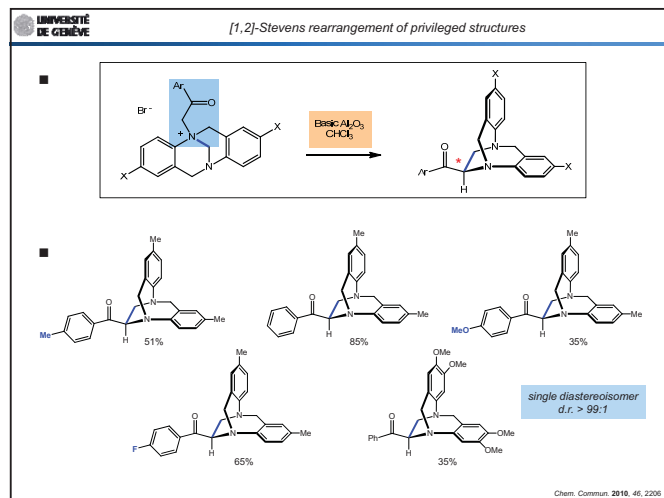 UNIVERSITÉ
DE GENÈVE
[1,2]-Stevens rearrangement of privileged structures
Ar
O
Br-
N
+
X
N
X
Basic Al2O3
CHCl3
X
O
*
N
Ar
N
X
H
Me
O
N
N
Me
Me
H
51%
Me
O
N
N
Me
H
85%
Me
O
N
N
Me
MeO
H
35%
Me
O
N
N
Me
F
H
65%
OMe
OMe
O
N
Ph
N
OMe
H
OMe
35%
single diastereoisomer
d.r. > 99:1
Chem. Commun. 2010, 46, 2206